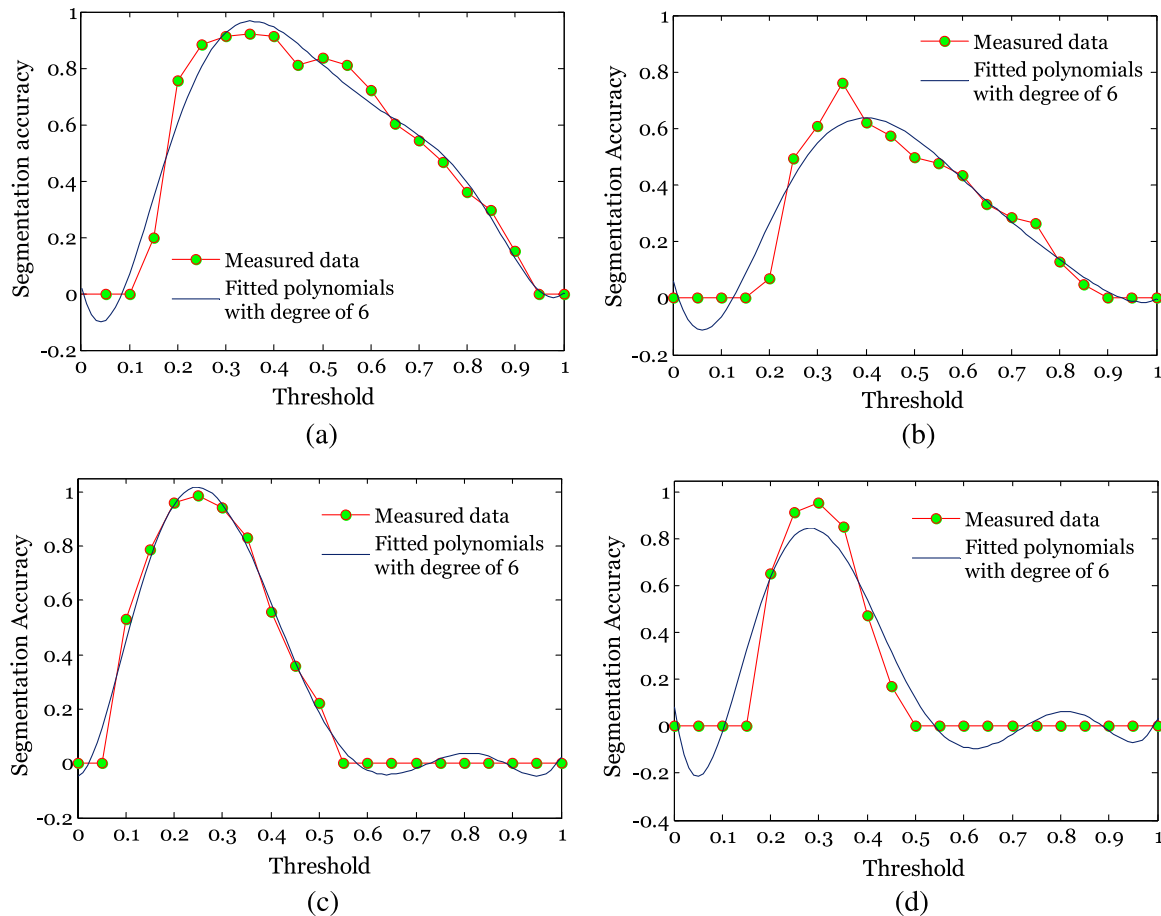 1
0.8
0.6
0.4
0.2
0
-0.2
Segmentation accuracy
Measured data
Fitted polynomials
with degree of 6
0 0.1 0.2 0.3 0.4 0.5 0.6 0.7 0.8 0.9 1
Threshold
(a)
1
0.8
0.6
0.4
0.2
0
-0.2
Segmentation Accuracy
Measured data
Fitted polynomials
with degree of 6
0 0.1 0.2 0.3 0.4 0.5 0.6 0.7 0.8 0.9 1
Threshold
(b)
1
0.8
0.6
0.4
0.2
0
-0.2
Segmentation Accuracy
Measured data
Fitted polynomials
with degree of 6
0 0.1 0.2 0.3 0.4 0.5 0.6 0.7 0.8 0.9 1
Threshold
(c)
1
0.8
0.6
0.4
0.2
0
-0.2
-0.4
Segmentation Accuracy
Measured data
Fitted polynomials
with degree of 6
0 0.1 0.2 0.3 0.4 0.5 0.6 0.7 0.8 0.9 1
Threshold
(d)